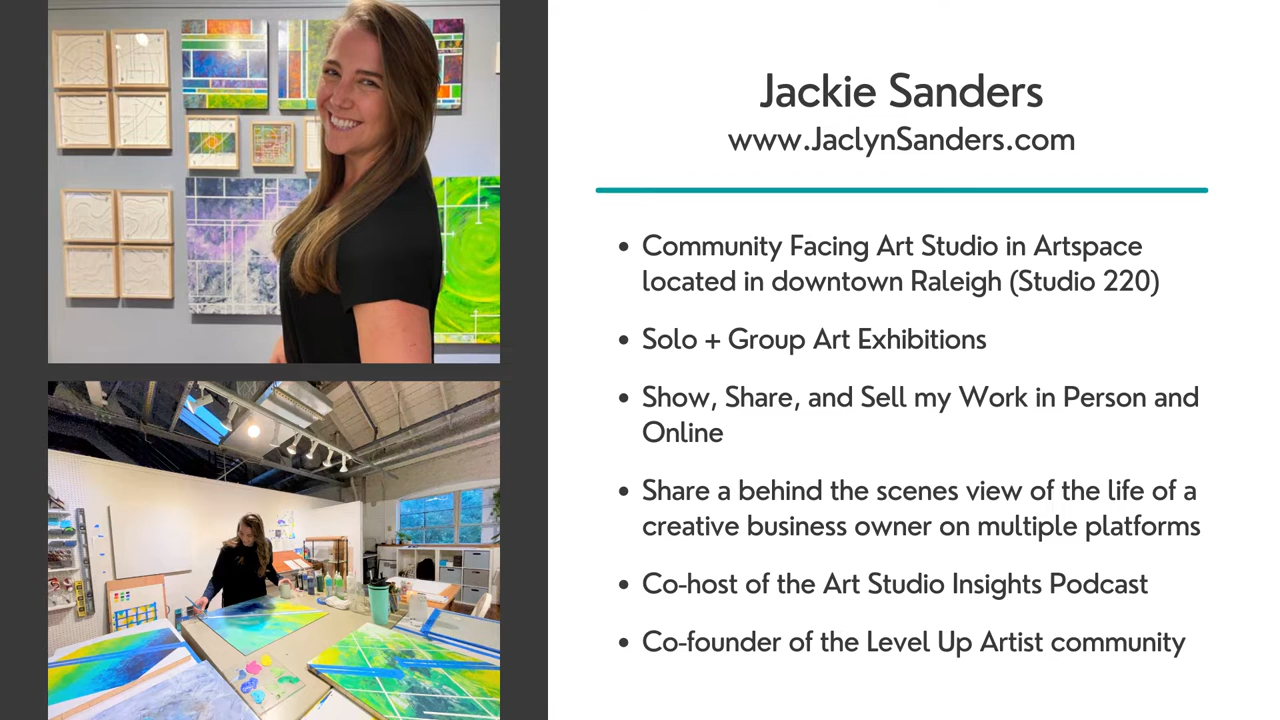 Jackie Sanders
www.JaclynSanders.com
• Community Facing Art Studio in Artspace
located in downtown Raleigh (Studio 220)
• Solo + Group Art Exhibitions
• Show, Share, and Sell my Work in Person and
Online
• Share a behind the scenes view of the life of a
creative business owner on multiple platforms
• Co-host of the Art Studio Insights Podcast
• Co-founder of the Level Up Artist community